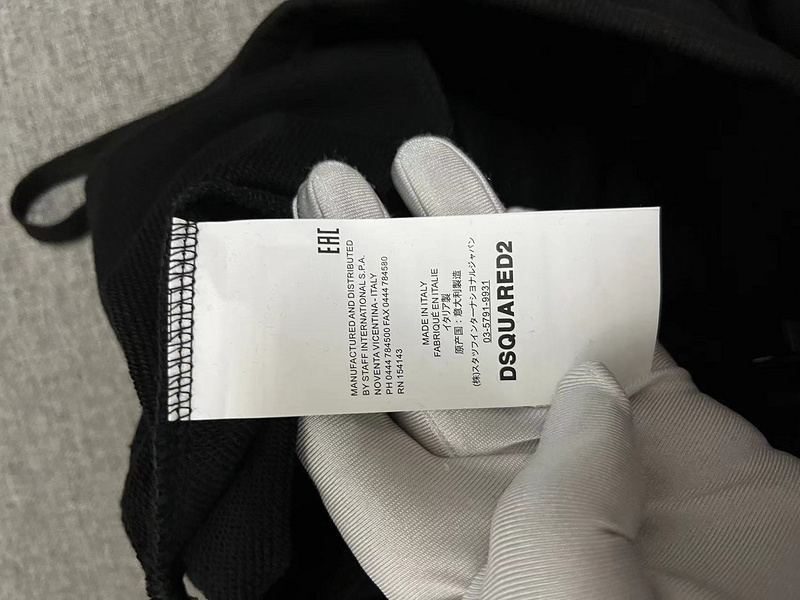 EAC
MANUFACTURED AND DISTRIBUTED
BY STAFF INTERNATIONAL S.P.A.
NOVENTA VICENTINA - ITALY
PH 0444 784500 FAX 0444 784580
RN 154143
MADE IN ITALY
FABRIQUÉ EN ITALIE
イタリア製
原产国：意大利製造
(株)スタッフインターナショナルジャパン
03-5791-9931
DSQUARED2